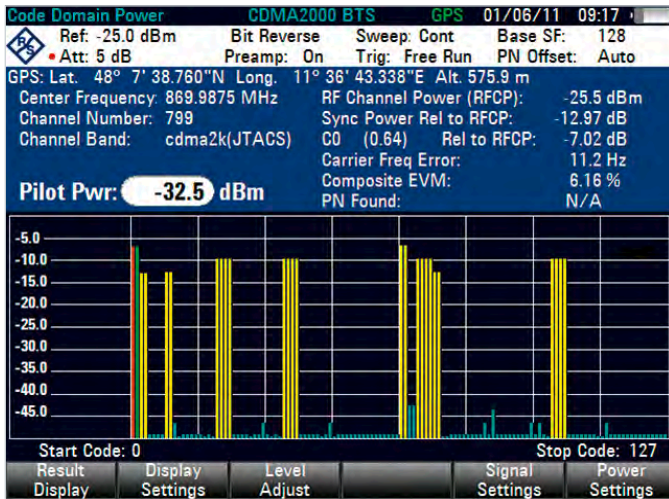 Code Domain Power CDMA2000 BTS GPS 01/06/11 09:17
Ref: -25.0 dBm Bit Reverse Sweep: Cont Base SF: 128
Att: 5 dB Preamp: On Trig: Free Run PN Offset: Auto
GPS: Lat. 48° 7' 38.760"N Long. 11° 36' 43.338"E Alt. 575.9 m
Center Frequency: 869.9875 MHz RF Channel Power (RFCP): -25.5 dBm
Channel Number: 799 Sync Power Rel to RFCP: -12.97 dB
Channel Band: cdma2k(JTACS) C0 (0.64) Rel to RFCP: -7.02 dB
Carrier Freq Error: 11.2 Hz
Composite EVM: 6.16 %
Pilot Pwr: -32.5 dBm PN Found: N/A
-5.0
-10.0
-15.0
-20.0
-25.0
-30.0
-35.0
-40.0
-45.0
Start Code: 0 Stop Code: 127
Result Display Level Signal Power
Display Settings Adjust Settings Settings